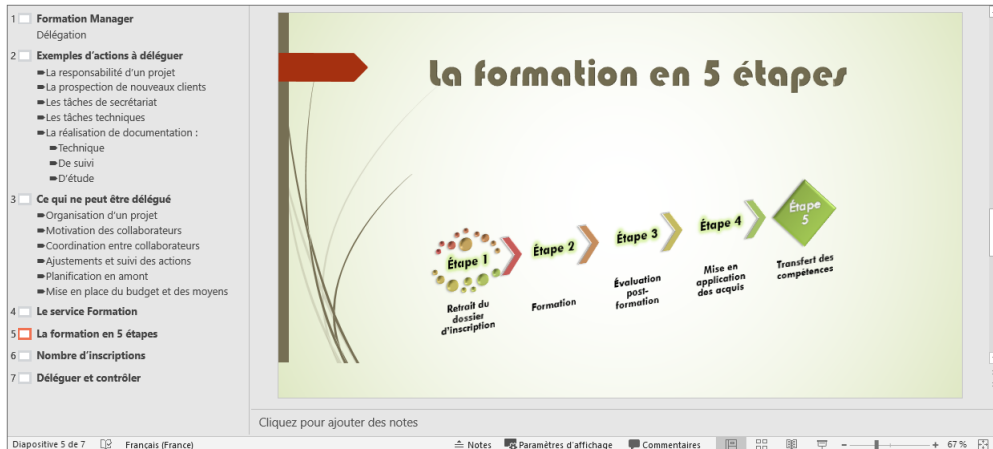 1 Formation Manager
Délégation
2 Exemples d'actions à déléguer
La responsabilité d'un projet
La prospection de nouveaux clients
Les tâches de secrétariat
Les tâches techniques
La réalisation de documentation :
Technique
De suivi
D'étude
3 Ce qui ne peut être délégué
Organisation d'un projet
Motivation des collaborateurs
Coordination entre collaborateurs
Ajustements et suivi des actions
Planification en amont
Mise en place du budget et des moyens
4 Le service Formation
5 La formation en 5 étapes
6 Nombre d'inscriptions
7 Déléguer et contrôler
La formation en 5 étapes
Étape 1
Retrait du
dossier
d'inscription
Étape 2
Formation
Étape 3
Évaluation
post-
formation
Étape 4
Mise en
application
des acquis
Étape
5
Transfert des
compétences
Cliquez pour ajouter des notes
Diapositive 5 de 7 Français (France) Notes Paramètres d'affichage Commentaires 67 %